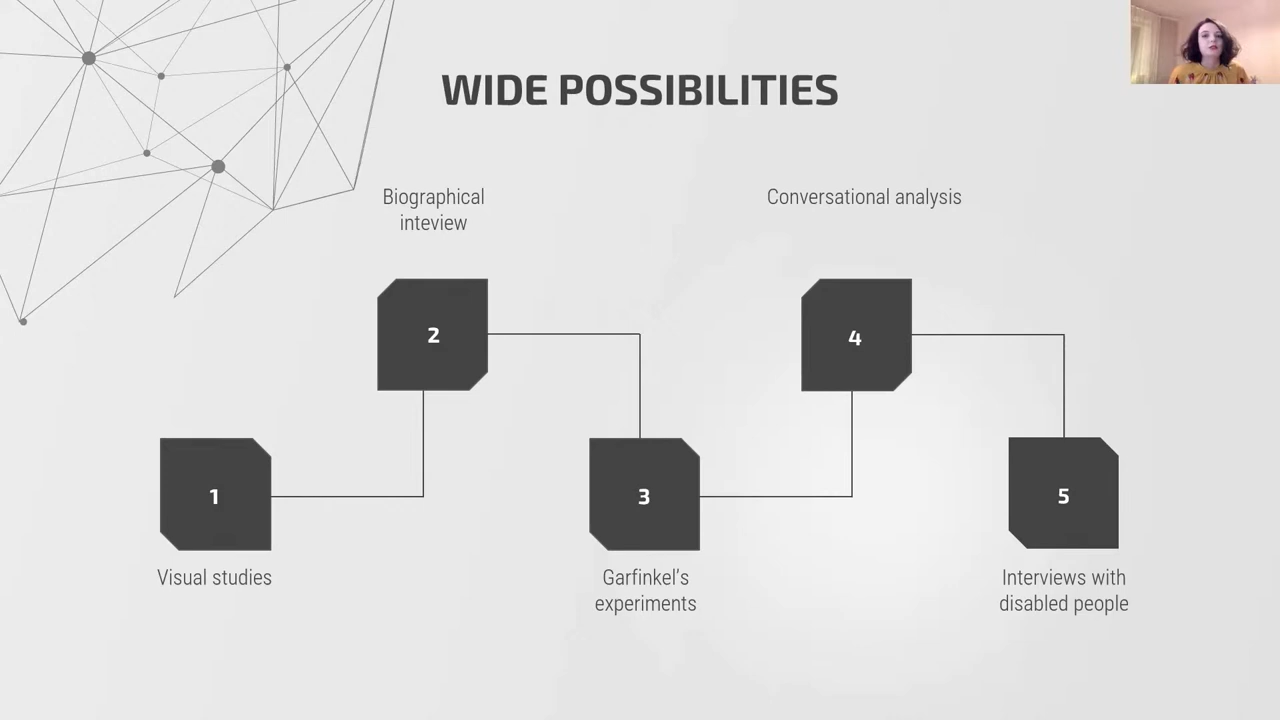 WIDE POSSIBILITIES
Biographical
inteview
Conversational analysis
2
4
1
3
5
Visual studies
Garfinkel’s
experiments
Interviews with
disabled people